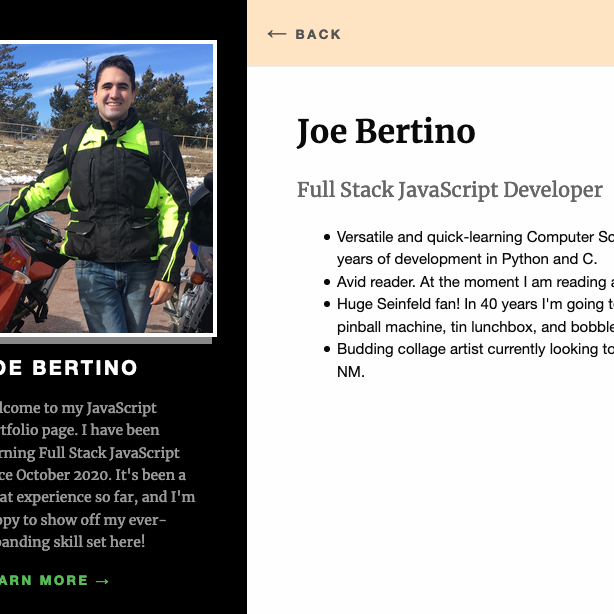 OE BERTINO
lcome to my JavaScript
tfolio page. I have been
rning Full Stack JavaScript
ce October 2020. It's been a
at experience so far, and I'm
ppy to show off my ever-
panding skill set here!
ARN MORE →
← BACK
Joe Bertino
Full Stack JavaScript Developer
• Versatile and quick-learning Computer Sc
years of development in Python and C.
• Avid reader. At the moment I am reading a
• Huge Seinfeld fan! In 40 years I'm going t
pinball machine, tin lunchbox, and bobble
• Budding collage artist currently looking to
NM.